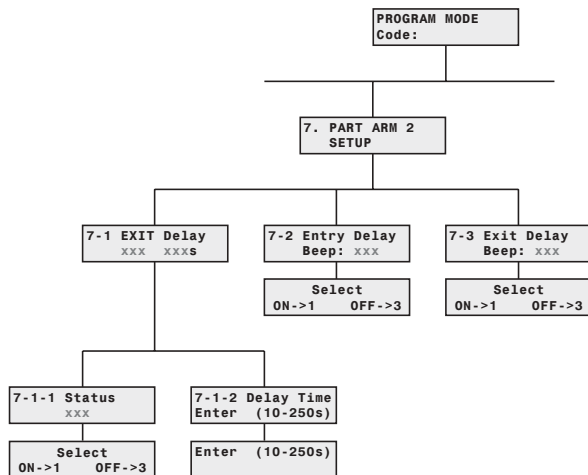 PROGRAM MODE
Code:
7. PART ARM 2
SETUP
7-1 EXIT Delay
xxx xxxs
7-2 Entry Delay
Beep: xxx
7-3 Exit Delay
Beep: xxx
Select
ON->1 OFF->3
Select
ON->1 OFF->3
7-1-1 Status
xxx
7-1-2 Delay Time
Enter (10-250s)
Select
ON->1 OFF->3
Enter (10-250s)